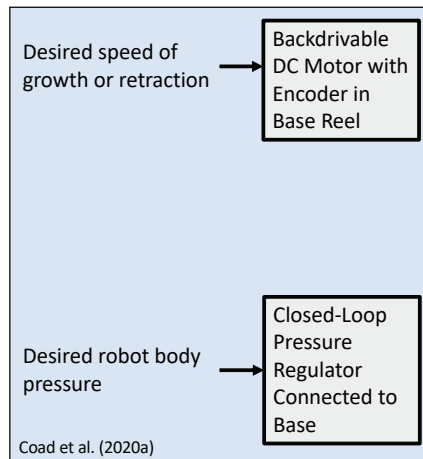 Desired speed of
growth or retraction
Backdrivable
DC Motor with
Encoder in
Base Reel
Desired robot body
pressure
Closed-Loop
Pressure
Regulator
Connected to
Base
Coad et al. (2020a)